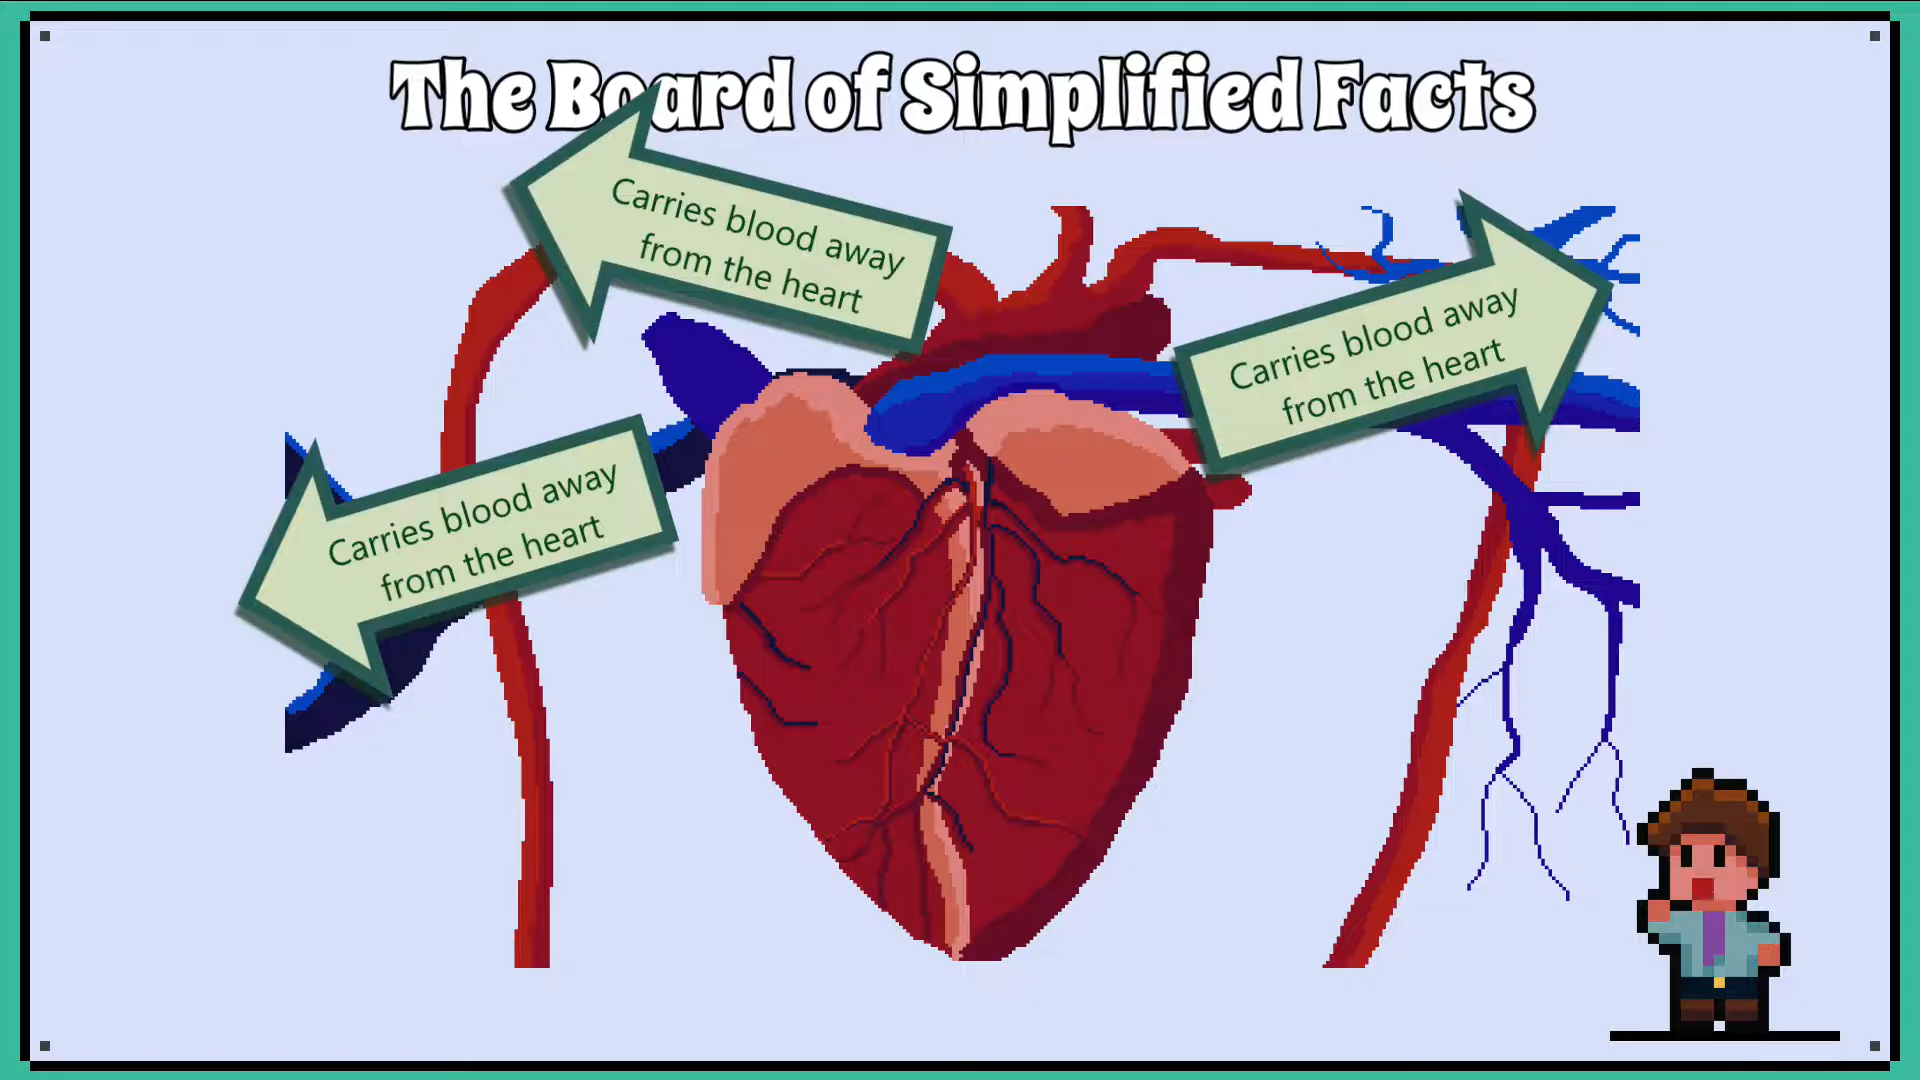 The Board of Simplified Facts
Carries blood away
from the heart
Carries blood away
from the heart
Carries blood away
from the heart